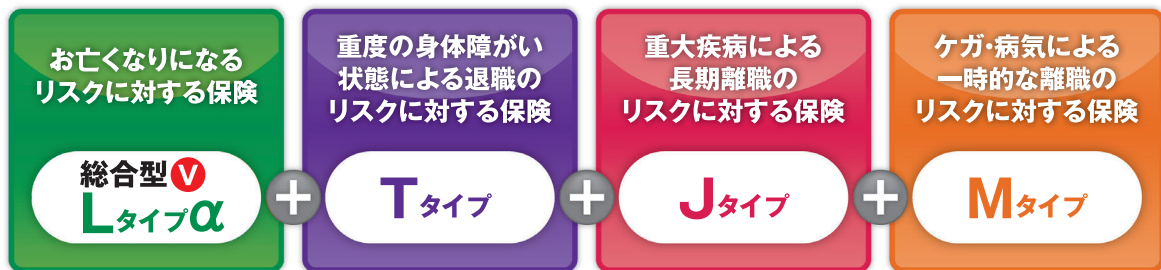 お亡くなりになる
リスクに対する保険
総合型V
Lタイプα
+
重度の身体障がい
状態による退職の
リスクに対する保険
Tタイプ
+
重大疾病による
長期離職の
リスクに対する保険
Jタイプ
+
ケガ・病気による
一時的な離職の
リスクに対する保険
Mタイプ